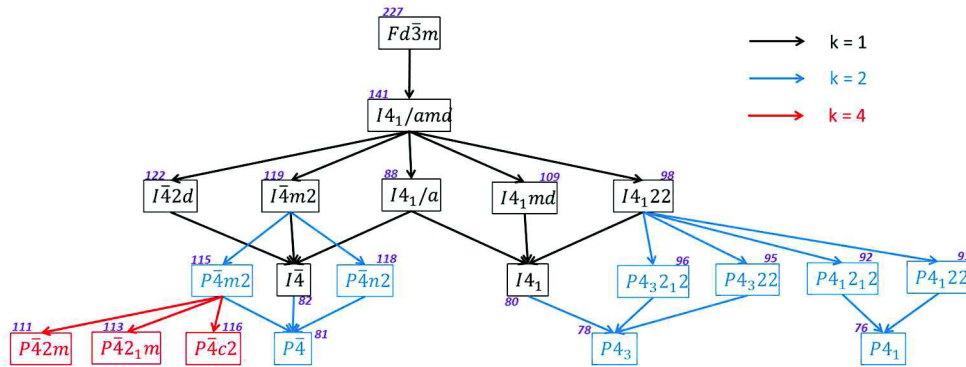 227
Fd3̅m
k = 1
k = 2
k = 4
141
I4₁/amd
122
I4̅2d
119
I4̅m2
88
I4₁/a
109
I4₁md
98
I4₁22
115
P4̅m2
I4̅
82
118
P4̅n2
I4₁
80
96
P4₃2₁2
95
P4₃22
92
P4₁2₁2
P4₁22
111
P4̅2m
113
P4̅2₁m
116
P4̅c2
P4̅
81
78
P4₃
76
P4₁